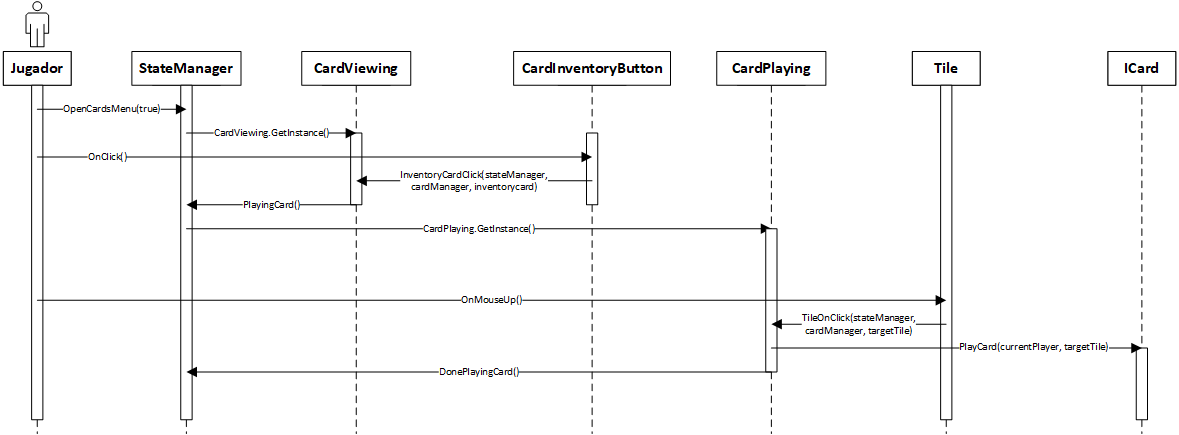 Jugador
StateManager
CardViewing
CardInventoryButton
CardPlaying
Tile
ICard
OpenCardsMenu(true)
CardViewing.GetInstance()
OnClick()
InventoryCardClick(stateManager,
cardManager, inventorycard)
PlayingCard()
CardPlaying.GetInstance()
OnMouseUp()
TileOnClick(stateManager,
cardManager, targetTile)
PlayCard(currentPlayer, targetTile)
DonePlayingCard()